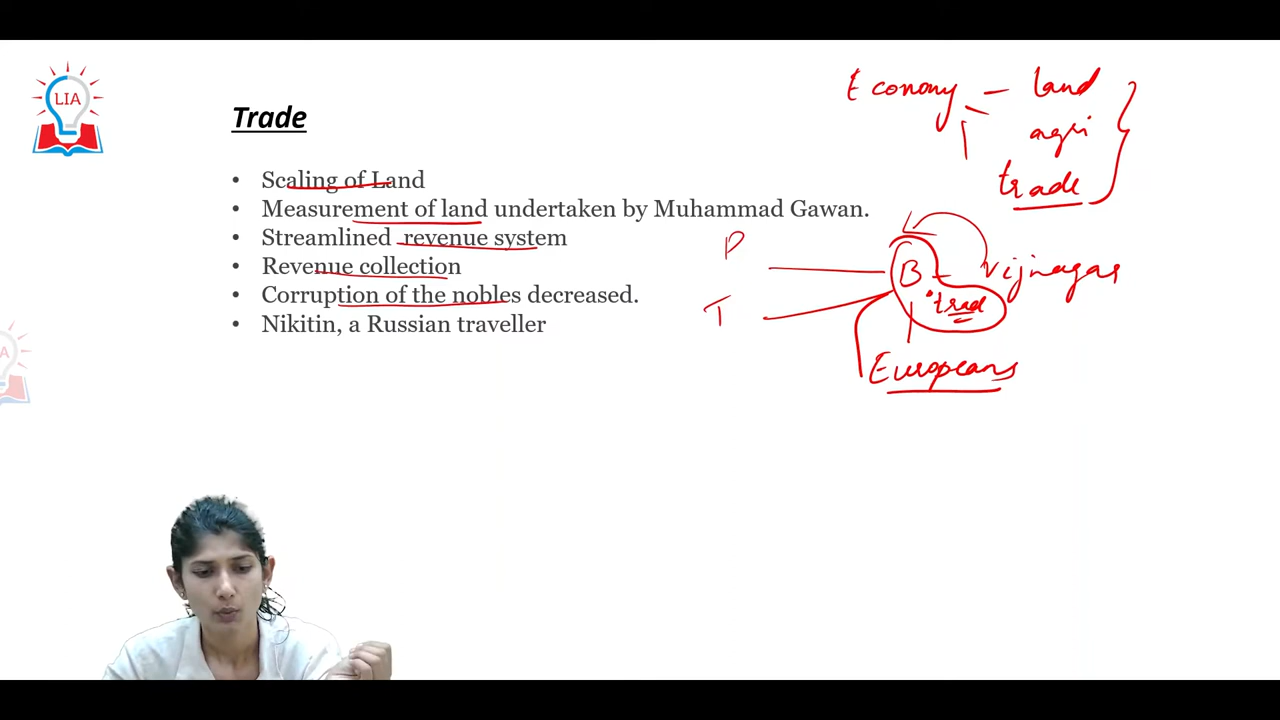 LIA
Trade
• Scaling of Land
• Measurement of land undertaken by Muhammad Gawan.
• Streamlined revenue system
• Revenue collection
• Corruption of the nobles decreased.
• Nikitin, a Russian traveller
Economy – land
agri
trade
P
B – Vijnagar
T
trad
Europeans
A